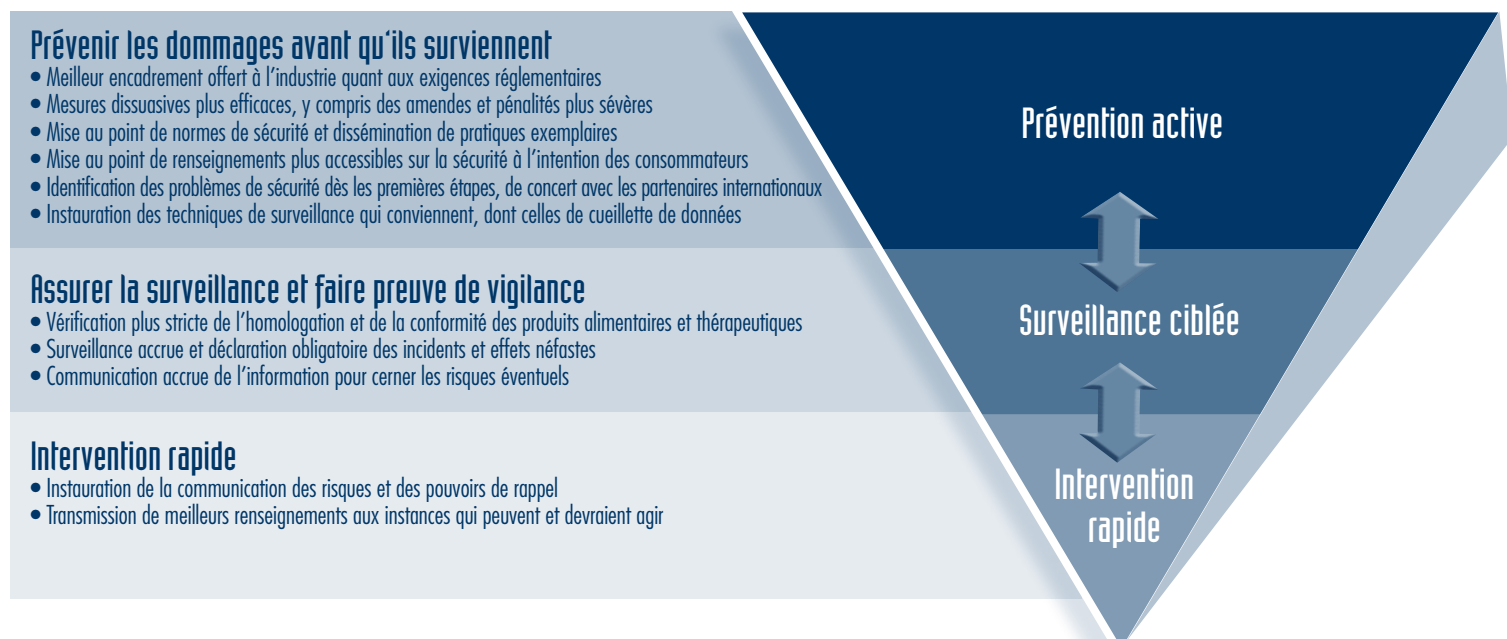 Prévenir les dommages avant qu'ils surviennent
• Meilleur encadrement offert à l'industrie quant aux exigences réglementaires
• Mesures dissuasives plus efficaces, y compris des amendes et pénalités plus sévères
• Mise au point de normes de sécurité et dissémination de pratiques exemplaires
• Mise au point de renseignements plus accessibles sur la sécurité à l'intention des consommateurs
• Identification des problèmes de sécurité dès les premières étapes, de concert avec les partenaires internationaux
• Instauration des techniques de surveillance qui conviennent, dont celles de cueillette de données
Prévention active
Assurer la surveillance et faire preuve de vigilance
• Vérification plus stricte de l'homologation et de la conformité des produits alimentaires et thérapeutiques
• Surveillance accrue et déclaration obligatoire des incidents et effets néfastes
• Communication accrue de l'information pour cerner les risques éventuels
Surveillance ciblée
Intervention rapide
• Instauration de la communication des risques et des pouvoirs de rappel
• Transmission de meilleurs renseignements aux instances qui peuvent et devraient agir
Intervention
rapide